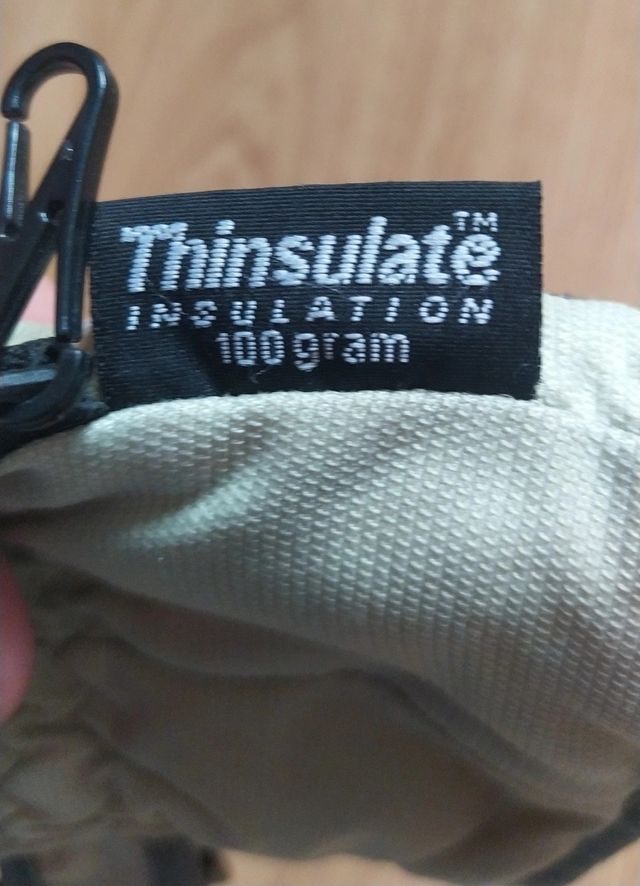 Thinsulate™
INSULATION
100 gram